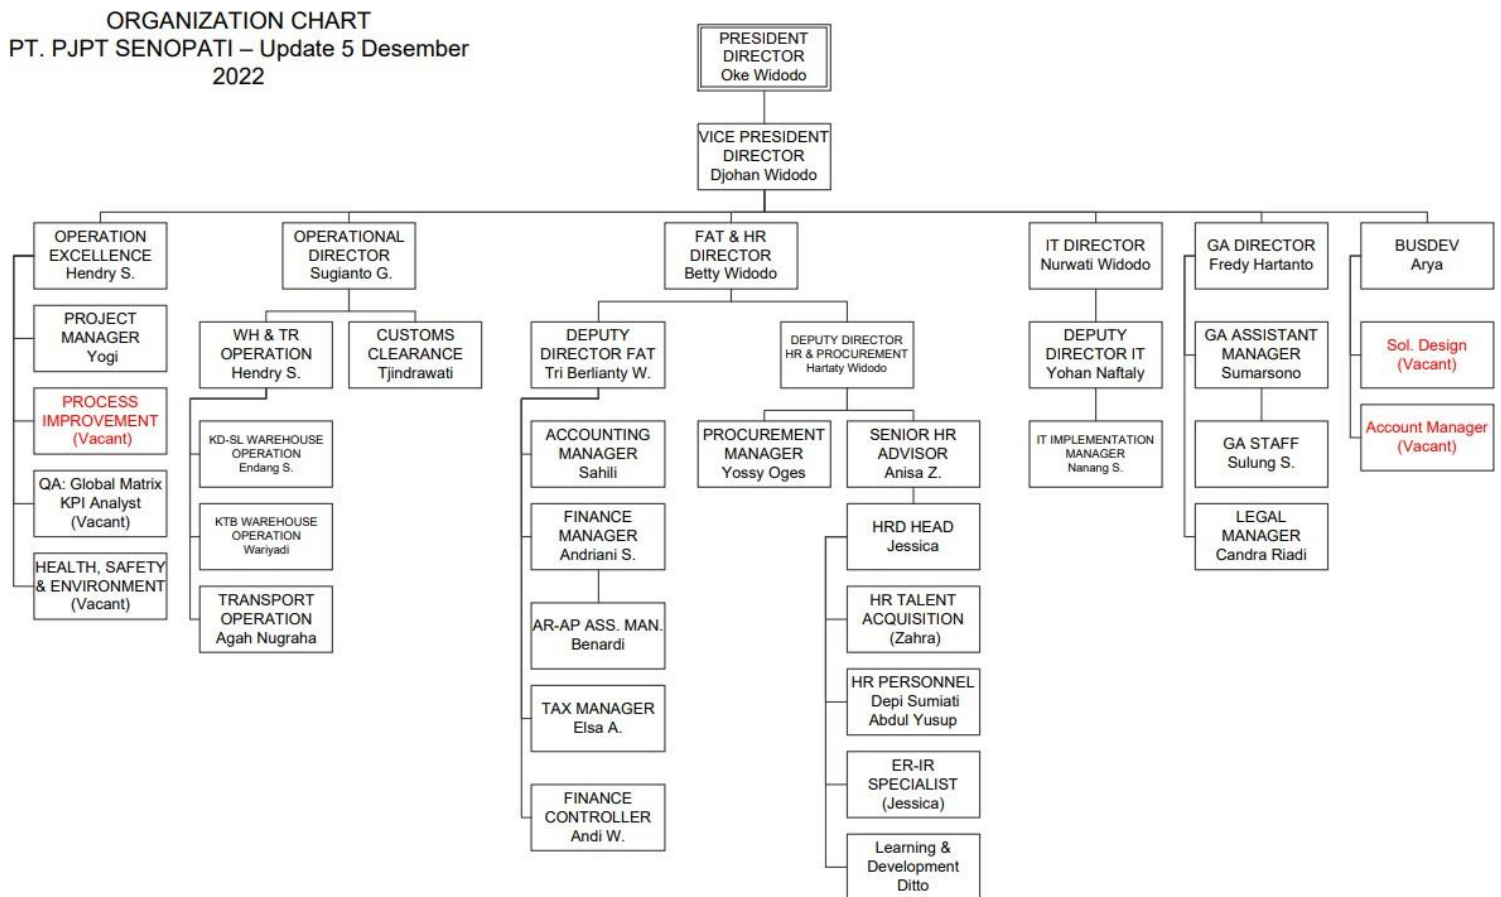 ORGANIZATION CHART
PT. PJPT SENOPATI – Update 5 Desember
2022
PRESIDENT
DIRECTOR
Oke Widodo
VICE PRESIDENT
DIRECTOR
Djohan Widodo
OPERATION
EXCELLENCE
Hendry S.
OPERATIONAL
DIRECTOR
Sugianto G.
FAT & HR
DIRECTOR
Betty Widodo
IT DIRECTOR
Nurwati Widodo
GA DIRECTOR
Fredy Hartanto
BUSDEV
Arya
PROJECT
MANAGER
Yogi
PROCESS
IMPROVEMENT
(Vacant)
QA: Global Matrix
KPI Analyst
(Vacant)
HEALTH, SAFETY
& ENVIRONMENT
(Vacant)
WH & TR
OPERATION
Hendry S.
CUSTOMS
CLEARANCE
Tjindrawati
KD-SL WAREHOUSE
OPERATION
Endang S.
KTB WAREHOUSE
OPERATION
Wariyadi
TRANSPORT
OPERATION
Agah Nugraha
DEPUTY
DIRECTOR FAT
Tri Berlianty W.
DEPUTY DIRECTOR
HR & PROCUREMENT
Hartaty Widodo
ACCOUNTING
MANAGER
Sahili
FINANCE
MANAGER
Andriani S.
AR-AP ASS. MAN.
Benardi
TAX MANAGER
Elsa A.
FINANCE
CONTROLLER
Andi W.
PROCUREMENT
MANAGER
Yossy Oges
SENIOR HR
ADVISOR
Anisa Z.
HRD HEAD
Jessica
HR TALENT
ACQUISITION
(Zahra)
HR PERSONNEL
Depi Sumiati
Abdul Yusup
ER-IR
SPECIALIST
(Jessica)
Learning &
Development
Ditto
DEPUTY
DIRECTOR IT
Yohan Naftaly
IT IMPLEMENTATION
MANAGER
Nanang S.
GA ASSISTANT
MANAGER
Sumarsono
GA STAFF
Sulung S.
LEGAL
MANAGER
Candra Riadi
Sol. Design
(Vacant)
Account Manager
(Vacant)